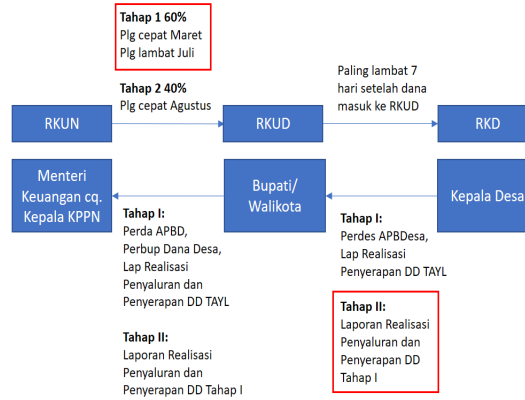 Tahap 1 60%
Plg cepat Maret
Plg lambat Juli
Tahap 2 40%
Plg cepat Agustus
Paling lambat 7
hari setelah dana
masuk ke RKUD
RKUN
RKUD
RKD
Menteri
Keuangan cq.
Kepala KPPN
Bupati/
Walikota
Kepala Desa
Tahap I:
Perda APBD,
Perbup Dana Desa,
Lap Realisasi
Penyaluran dan
Penyerapan DD TAYL
Tahap II:
Laporan Realisasi
Penyaluran dan
Penyerapan DD Tahap I
Tahap I:
Perdes APBDesa,
Lap Realisasi
Penyerapan DD TAYL
Tahap II:
Laporan Realisasi
Penyaluran dan
Penyerapan DD
Tahap I